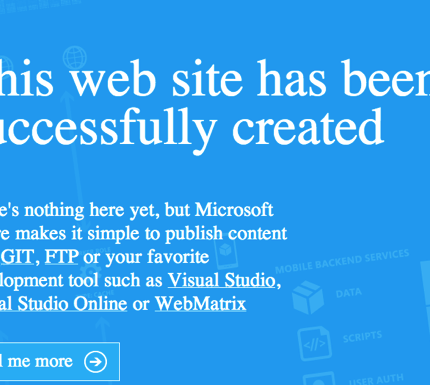 his web site has been
uccessfully created
e's nothing here yet, but Microsoft
re makes it simple to publish content
GIT, FTP or your favorite
lopment tool such as Visual Studio,
al Studio Online or WebMatrix
l me more
MOBILE BACKEND SERVICES
DATA
SCRIPTS
USER AUTH